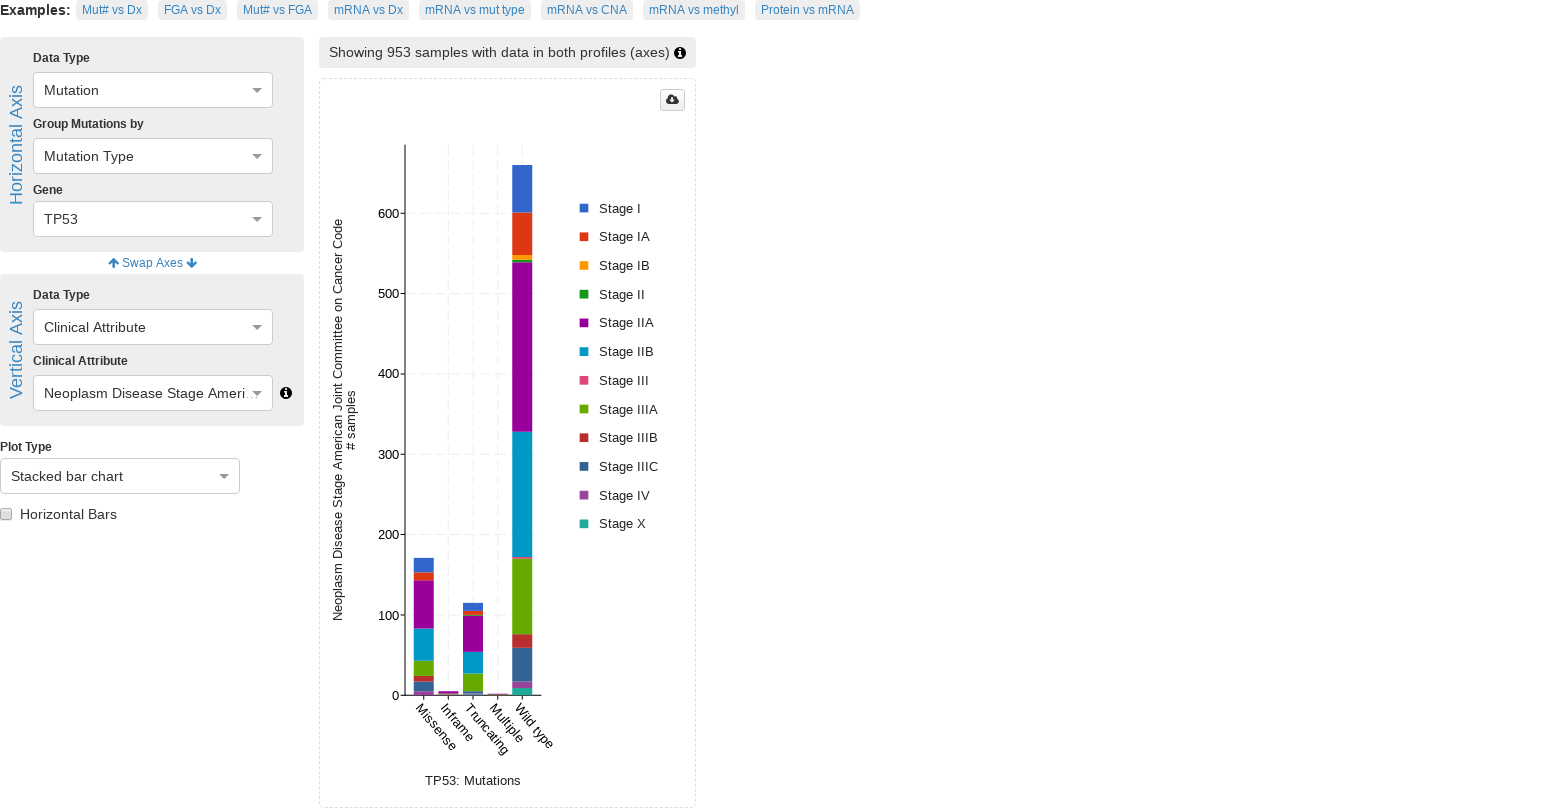 Examples: Mut# vs Dx FGA vs Dx Mut# vs FGA mRNA vs Dx mRNA vs mut type mRNA vs CNA mRNA vs methyl Protein vs mRNA
Horizontal Axis
Data Type
Mutation
Group Mutations by
Mutation Type
Gene
TP53
Swap Axes
Vertical Axis
Data Type
Clinical Attribute
Clinical Attribute
Neoplasm Disease Stage Ameri...
Plot Type
Stacked bar chart
Horizontal Bars
Showing 953 samples with data in both profiles (axes)
Neoplasm Disease Stage American Joint Committee on Cancer Code
# samples
600
500
400
300
200
100
0
Missense
Inframe
Truncating
Multiple
Wild type
TP53: Mutations
Stage I
Stage IA
Stage IB
Stage II
Stage IIA
Stage IIB
Stage III
Stage IIIA
Stage IIIB
Stage IIIC
Stage IV
Stage X